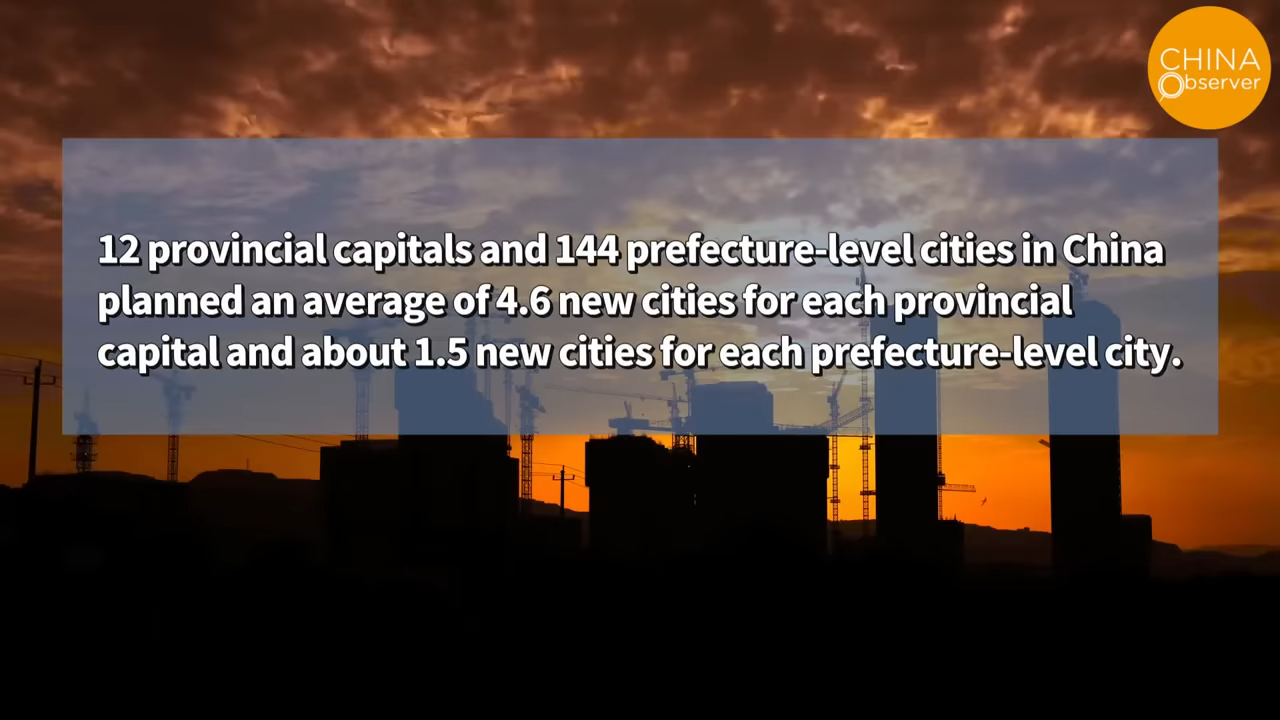 CHINA
Observer
12 provincial capitals and 144 prefecture-level cities in China
planned an average of 4.6 new cities for each provincial
capital and about 1.5 new cities for each prefecture-level city.